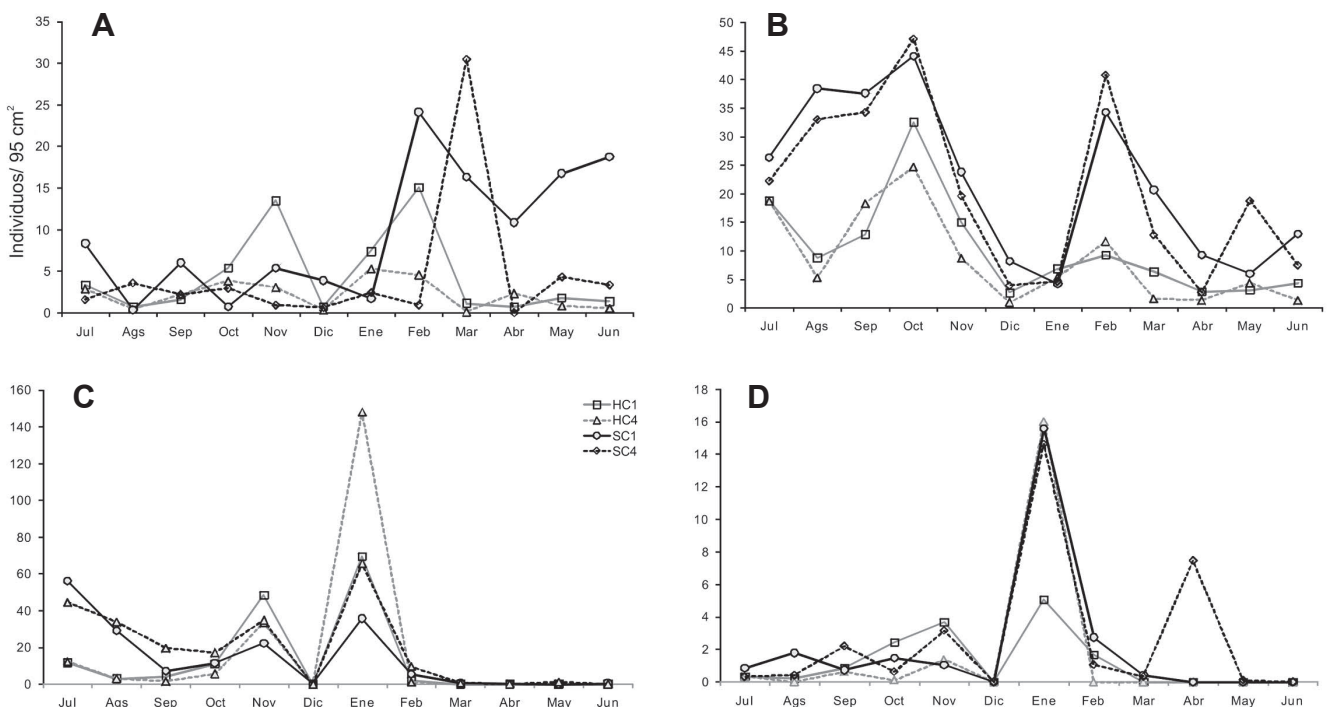 A
Individuos/ 95 cm²
35
30
25
20
15
10
5
0
Jul Ags Sep Oct Nov Dic Ene Feb Mar Abr May Jun
B
50
45
40
35
30
25
20
15
10
5
0
Jul Ags Sep Oct Nov Dic Ene Feb Mar Abr May Jun
C
160
140
120
100
80
60
40
20
0
HC1
HC4
SC1
SC4
Jul Ags Sep Oct Nov Dic Ene Feb Mar Abr May Jun
D
18
16
14
12
10
8
6
4
2
0
Jul Ags Sep Oct Nov Dic Ene Feb Mar Abr May Jun